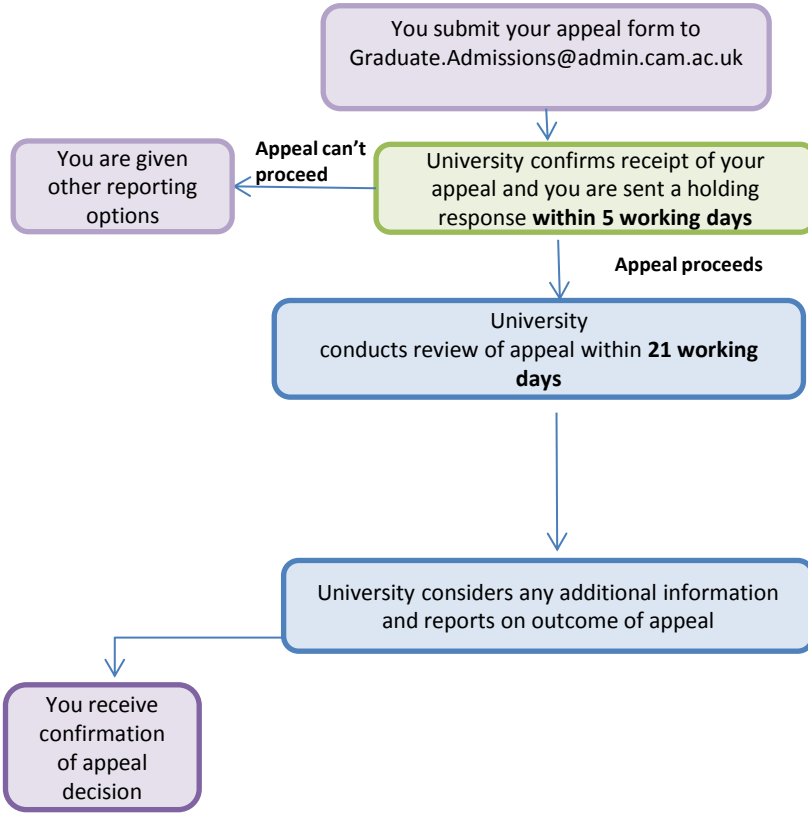 You submit your appeal form to
Graduate.Admissions@admin.cam.ac.uk
Appeal can’t
proceed
You are given
other reporting
options
University confirms receipt of your
appeal and you are sent a holding
response within 5 working days
Appeal proceeds
University
conducts review of appeal within 21 working
days
University considers any additional information
and reports on outcome of appeal
You receive
confirmation
of appeal
decision